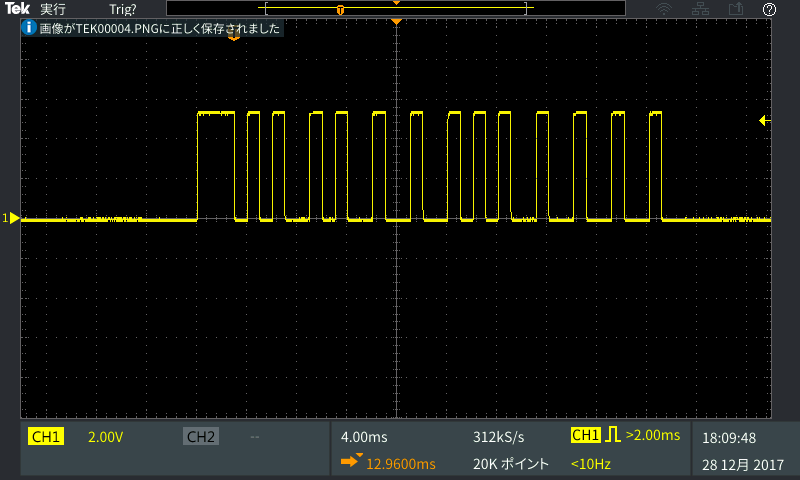 Tek 実行 Trig?
画像がTEK00004.PNGに正しく保存されました
1
CH1 2.00V CH2 -- 4.00ms 312kS/s CH1 >2.00ms 18:09:48
12.9600ms 20K ポイント <10Hz 28 12月 2017